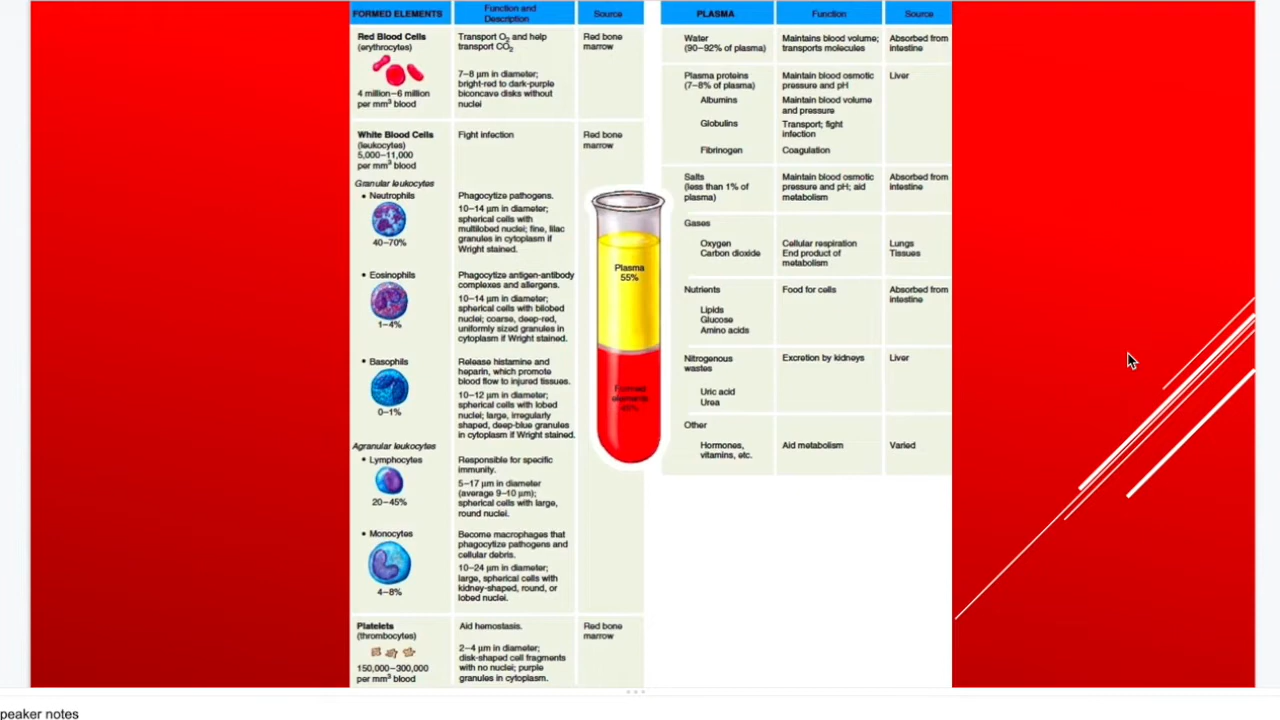 FORMED ELEMENTS
Function and
Description
Source
Red Blood Cells
(erythrocytes)
4 million–6 million
per mm³ blood
Transport O₂ and help
transport CO₂
7–8 μm in diameter;
bright-red to dark-purple
biconcave disks without
nuclei
Red bone
marrow
White Blood Cells
(leukocytes)
5,000–11,000
per mm³ blood
Fight infection
Red bone
marrow
Granular leukocytes
• Neutrophils
40–70%
Phagocytize pathogens.
10–14 μm in diameter;
spherical cells with
multilobed nuclei; fine, lilac
granules in cytoplasm if
Wright stained.
• Eosinophils
1–4%
Phagocytize antigen-antibody
complexes and allergens.
10–14 μm in diameter;
spherical cells with bilobed
nuclei; coarse, deep-red,
uniformly sized granules in
cytoplasm if Wright stained.
• Basophils
0–1%
Release histamine and
heparin, which promote
blood flow to injured tissues.
10–12 μm in diameter;
spherical cells with lobed
nuclei; large, irregularly
shaped, deep-blue granules
in cytoplasm if Wright stained.
Agranular leukocytes
• Lymphocytes
20–45%
Responsible for specific
immunity.
5–17 μm in diameter
(average 9–10 μm);
spherical cells with large,
round nuclei.
• Monocytes
4–8%
Become macrophages that
phagocytize pathogens and
cellular debris.
10–24 μm in diameter;
large, spherical cells with
kidney-shaped, round, or
lobed nuclei.
Platelets
(thrombocytes)
150,000–300,000
per mm³ blood
Aid hemostasis.
2–4 μm in diameter;
disk-shaped cell fragments
with no nuclei; purple
granules in cytoplasm.
Red bone
marrow
Plasma
55%
Formed
elements
45%
PLASMA
Function
Source
Water
(90–92% of plasma)
Maintains blood volume;
transports molecules
Absorbed from
intestine
Plasma proteins
(7–8% of plasma)
Maintain blood osmotic
pressure and pH
Liver
Albumins
Maintain blood volume
and pressure
Globulins
Transport; fight
infection
Fibrinogen
Coagulation
Salts
(less than 1% of
plasma)
Maintain blood osmotic
pressure and pH; aid
metabolism
Absorbed from
intestine
Gases
Oxygen
Carbon dioxide
Cellular respiration
End product of
metabolism
Lungs
Tissues
Nutrients
Lipids
Glucose
Amino acids
Food for cells
Absorbed from
intestine
Nitrogenous
wastes
Uric acid
Urea
Excretion by kidneys
Liver
Other
Hormones,
vitamins, etc.
Aid metabolism
Varied
peaker notes